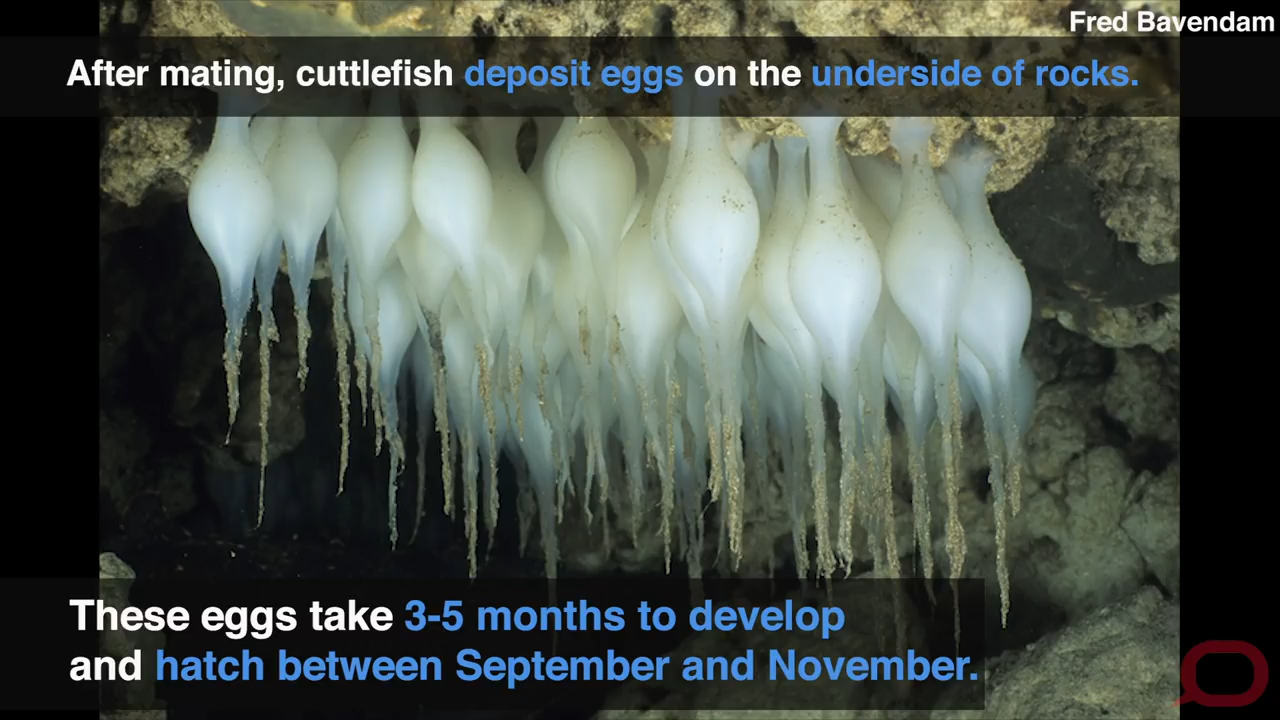 Fred Bavendam
After mating, cuttlefish deposit eggs on the underside of rocks.
These eggs take 3-5 months to develop
and hatch between September and November.